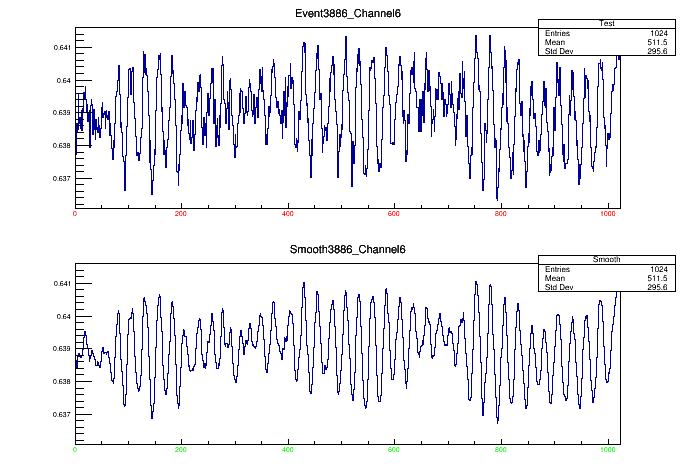 Event3886_Channel6
Test
Entries 1024
Mean 511.5
Std Dev 295.6
0.641
0.64
0.639
0.638
0.637
0 200 400 600 800 1000
Smooth3886_Channel6
Smooth
Entries 1024
Mean 511.5
Std Dev 295.6
0.641
0.64
0.639
0.638
0.637
0 200 400 600 800 1000